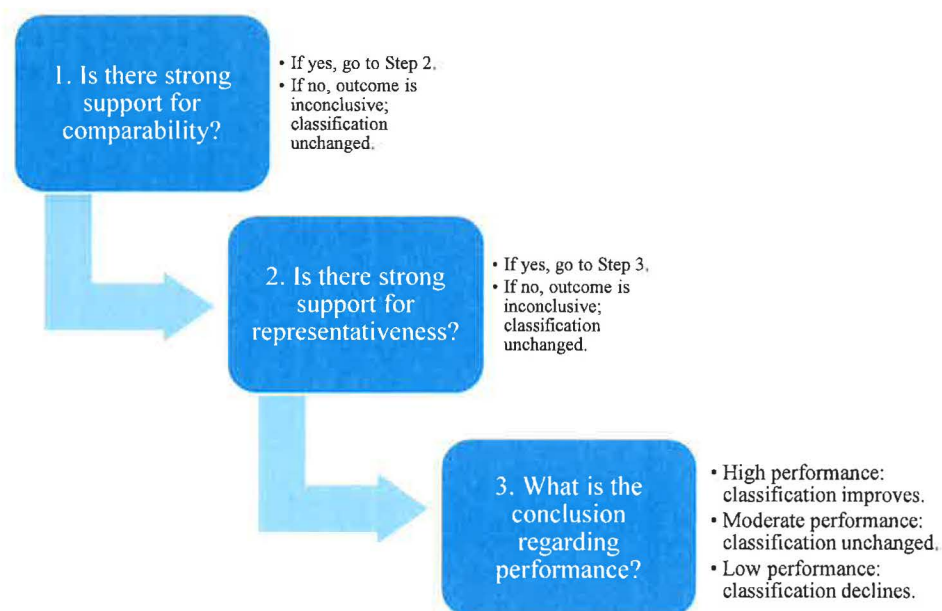 1. Is there strong
support for
comparability?
• If yes, go to Step 2.
• If no, outcome is
inconclusive;
classification
unchanged.
2. Is there strong
support for
representativeness?
• If yes, go to Step 3.
• If no, outcome is
inconclusive;
classification
unchanged.
3. What is the
conclusion
regarding
performance?
• High performance:
classification improves.
• Moderate performance:
classification unchanged.
• Low performance:
classification declines.